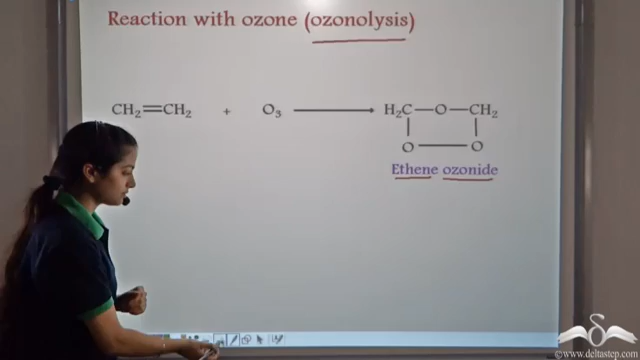 Reaction with ozone (ozonolysis)
CH₂=CH₂ + O₃ ⟶ H₂C—O—CH₂
O—O
Ethene ozonide
©www.deltastep.com